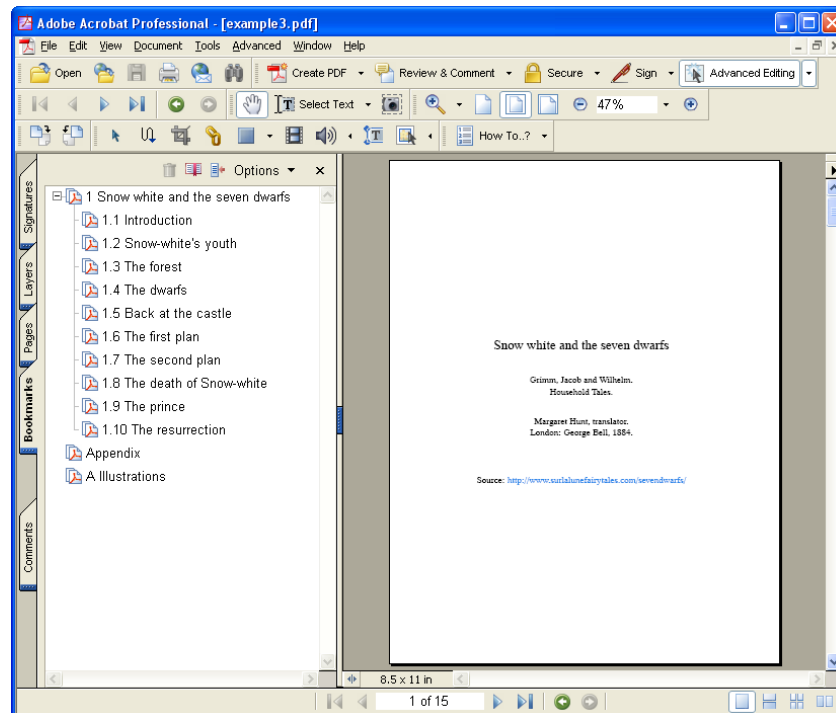 Adobe Acrobat Professional - [example3.pdf]
File Edit View Document Tools Advanced Window Help
Open Create PDF Review & Comment Secure Sign Advanced Editing
Select Text 47%
How To..?
Options
Signatures
Layers
Pages
Bookmarks
Comments
1 Snow white and the seven dwarfs
1.1 Introduction
1.2 Snow-white's youth
1.3 The forest
1.4 The dwarfs
1.5 Back at the castle
1.6 The first plan
1.7 The second plan
1.8 The death of Snow-white
1.9 The prince
1.10 The resurrection
Appendix
A Illustrations
Snow white and the seven dwarfs
Grimm, Jacob and Wilhelm.
Household Tales.
Margaret Hunt, translator.
London: George Bell, 1884.
Source: http://www.surlalunefairytales.com/sevendwarfs/
8.5 x 11 in
1 of 15